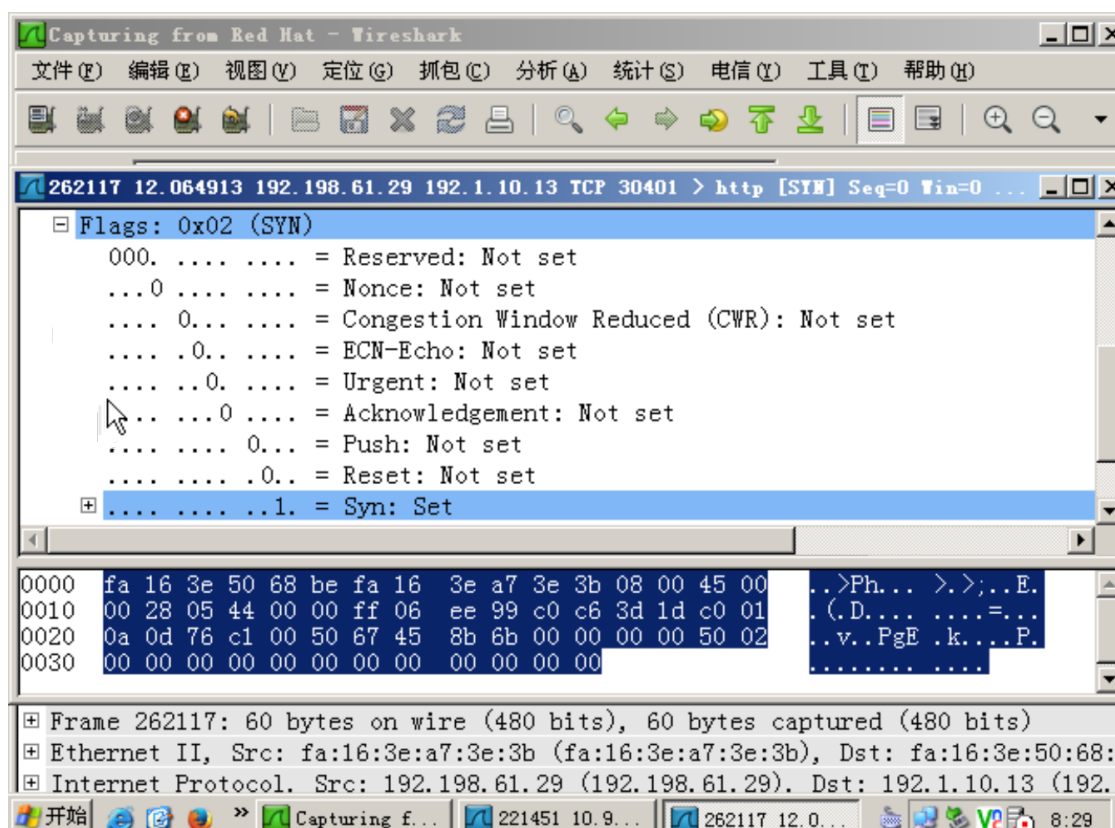 Capturing from Red Hat - Wireshark
文件(F) 编辑(E) 视图(V) 定位(G) 抓包(C) 分析(A) 统计(S) 电信(Y) 工具(T) 帮助(H)
262117 12.064913 192.198.61.29 192.1.10.13 TCP 30401 > http [SYN] Seq=0 Win=0 ...
Flags: 0x02 (SYN)
000. .... .... = Reserved: Not set
...0 .... .... = Nonce: Not set
.... 0... .... = Congestion Window Reduced (CWR): Not set
.... .0.. .... = ECN-Echo: Not set
.... ..0. .... = Urgent: Not set
.... ...0 .... = Acknowledgement: Not set
.... .... 0... = Push: Not set
.... .... .0.. = Reset: Not set
.... .... ..1. = Syn: Set
0000 fa 16 3e 50 68 be fa 16 3e a7 3e 3b 08 00 45 00 ..>Ph... >.>;..E.
0010 00 28 05 44 00 00 ff 06 ee 99 c0 c6 3d 1d c0 01 .(.D.... ....=...
0020 0a 0d 76 c1 00 50 67 45 8b 6b 00 00 00 00 50 02 ..v..PgE .k....P.
0030 00 00 00 00 00 00 00 00 00 00 00 00 ........ ....
Frame 262117: 60 bytes on wire (480 bits), 60 bytes captured (480 bits)
Ethernet II, Src: fa:16:3e:a7:3e:3b (fa:16:3e:a7:3e:3b), Dst: fa:16:3e:50:68:
Internet Protocol. Src: 192.198.61.29 (192.198.61.29). Dst: 192.1.10.13 (192.
开始 » Capturing f... 221451 10.9... 262117 12.0... 8:29